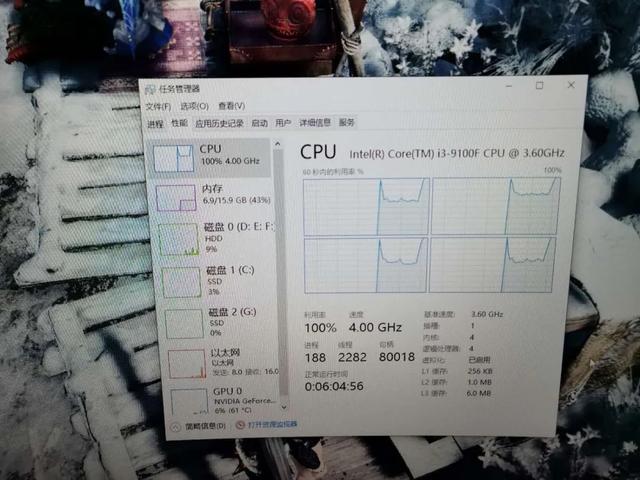 任务管理器
文件(F) 选项(O) 查看(V)
进程 性能 应用历史记录 启动 用户 详细信息 服务
CPU
100% 4.00 GHz
内存
6.9/15.9 GB (43%)
磁盘 0 (D: E: F:
HDD
9%
磁盘 1 (C:)
SSD
3%
磁盘 2 (G:)
SSD
0%
以太网
以太网
发送: 8.0 接收: 16.0
GPU 0
NVIDIA GeForce...
6% (61 °C)
简略信息(D) 打开资源监视器
CPU Intel(R) Core(TM) i3-9100F CPU @ 3.60GHz
60 秒内的利用率 % 100%
利用率 速度
100% 4.00 GHz
进程 线程 句柄
188 2282 80018
正常运行时间
0:06:04:56
基准速度: 3.60 GHz
插槽: 1
内核: 4
逻辑处理器: 4
虚拟化: 已启用
L1 缓存: 256 KB
L2 缓存: 1.0 MB
L3 缓存: 6.0 MB